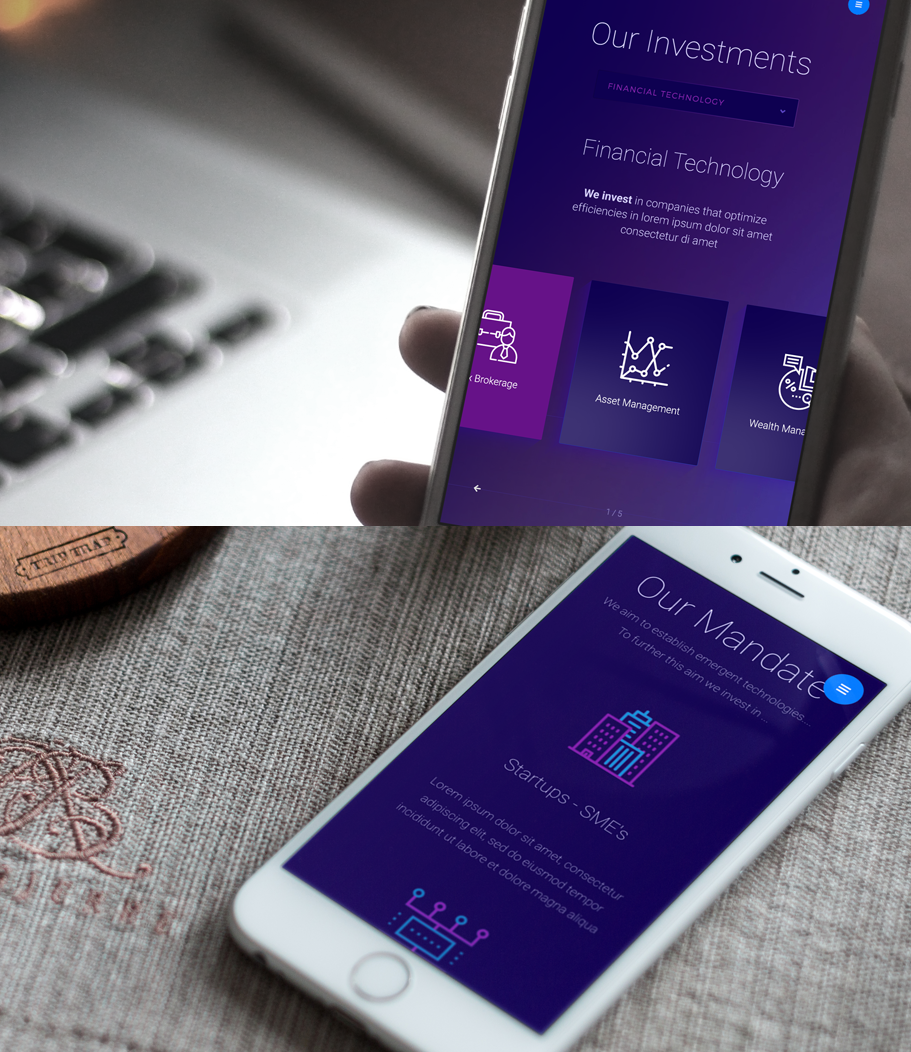 Our Investments
FINANCIAL TECHNOLOGY
Financial Technology
We invest in companies that optimize
efficiencies in lorem ipsum dolor sit amet
consectetur di amet
Brokerage
Asset Management
Wealth Mana
1 / 5
TRIPTRAP
Our Mandate
We aim to establish emergent technologies...
To further this aim we invest in ...
Startups - SME's
Lorem ipsum dolor sit amet, consectetur
adipiscing elit, sed do eiusmod tempor
incididunt ut labore et dolore magna aliqua